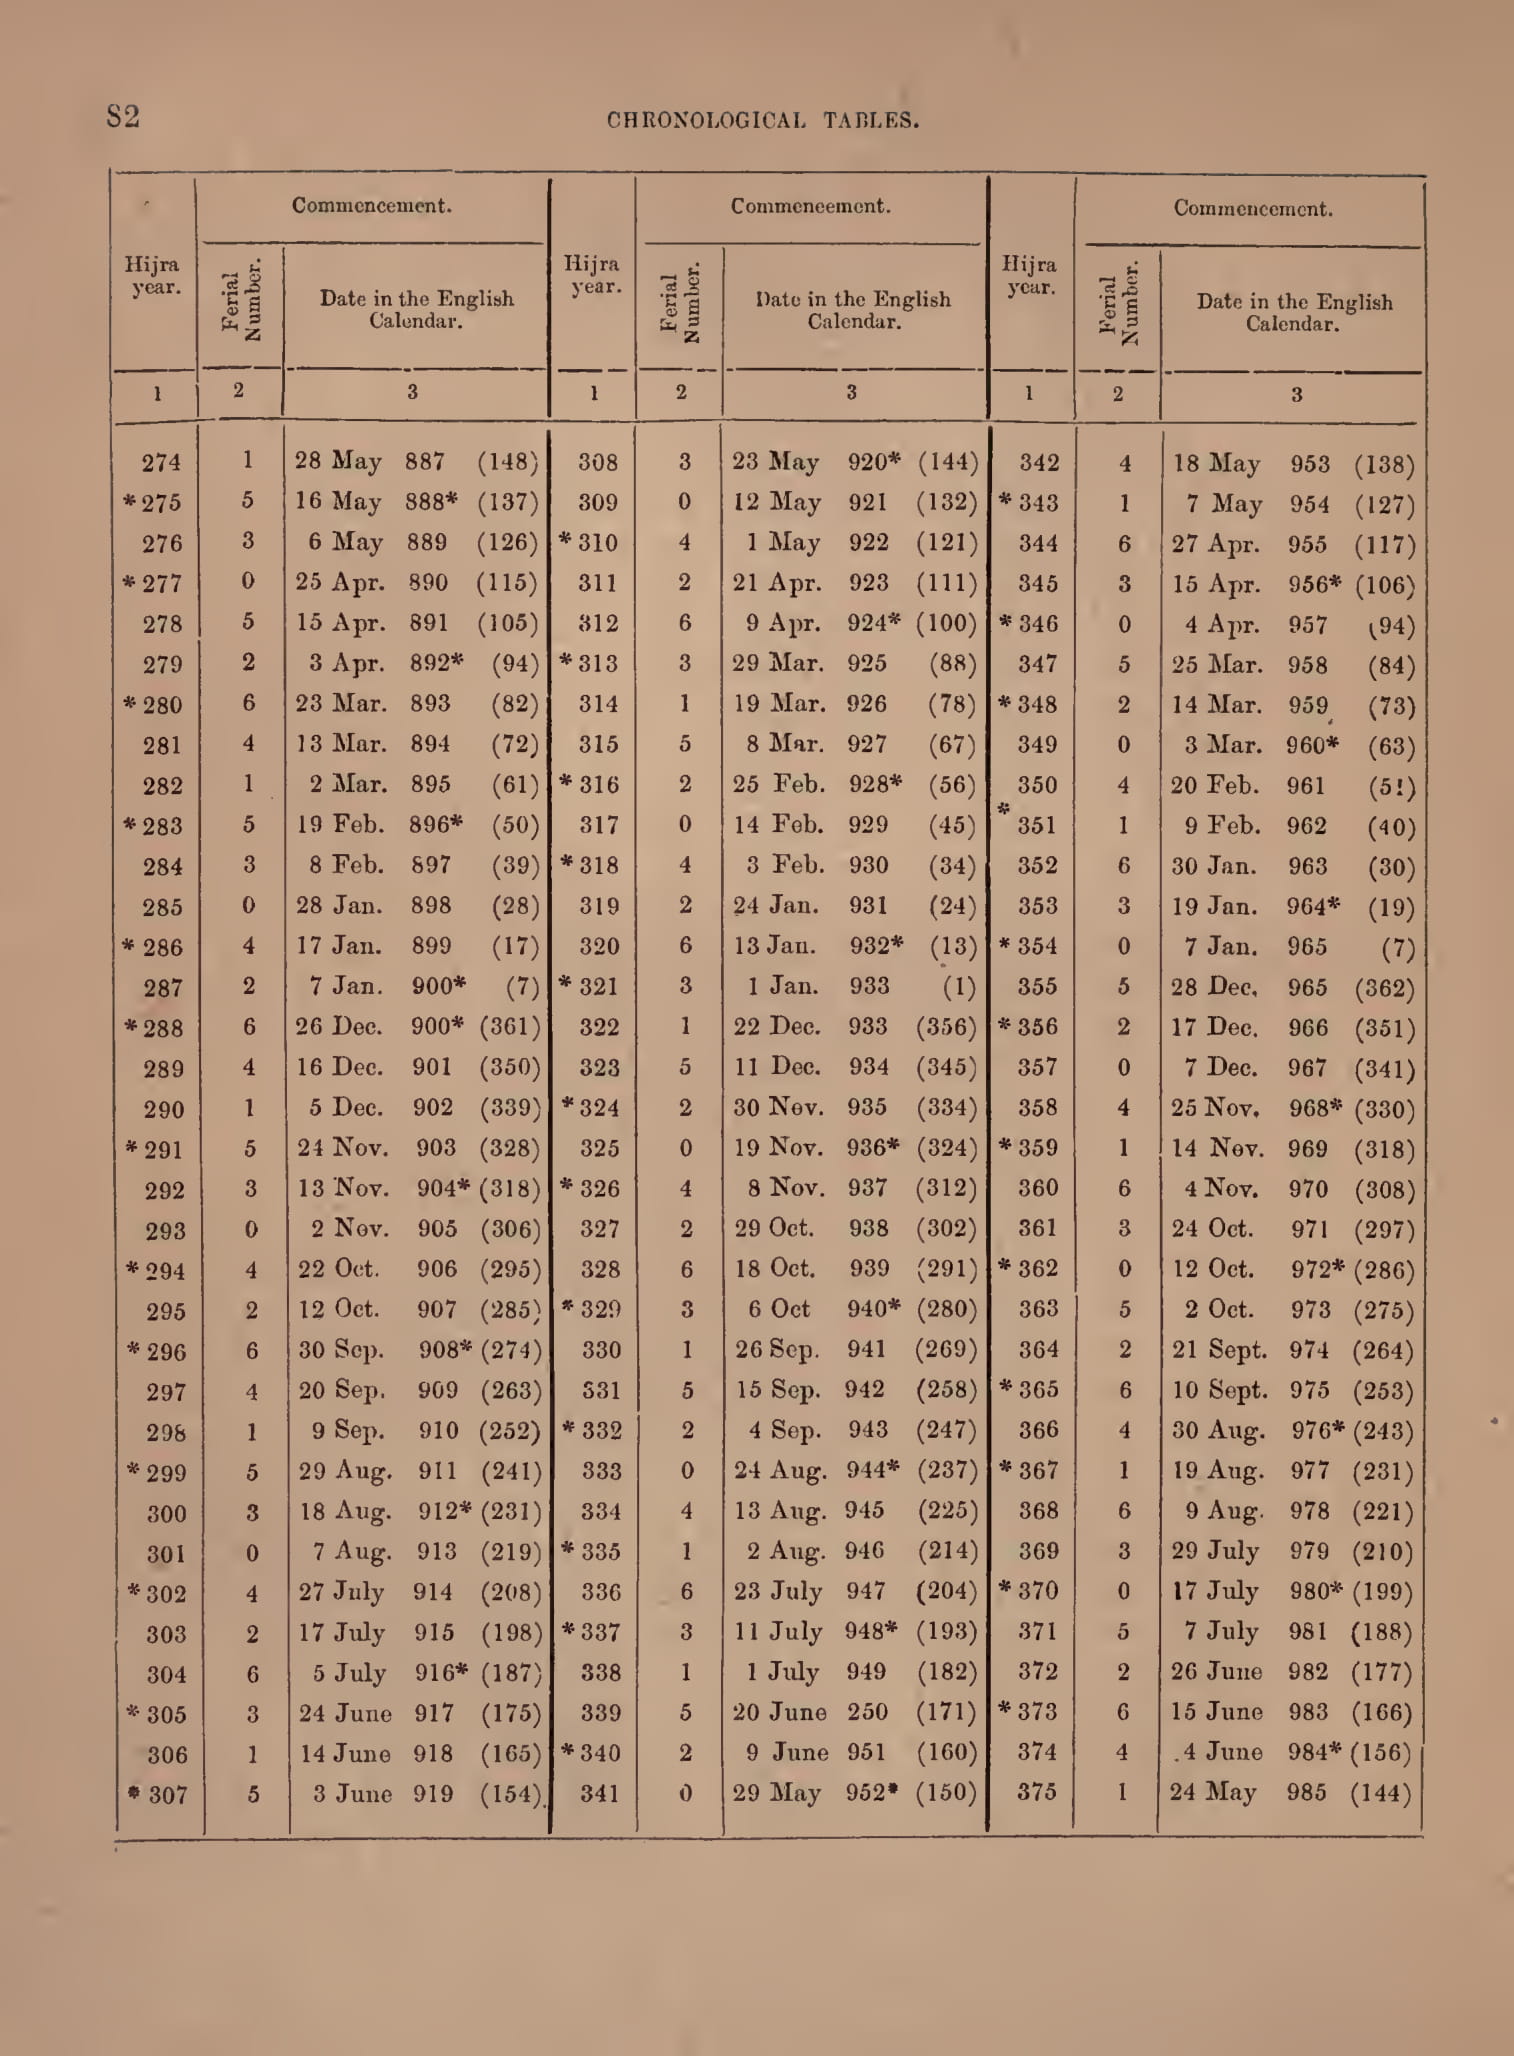 82
CHRONOLOGICAL TABLES.
Hijra year. Commencement. Hijra year. Commencement. Hijra year. Commencement.
Ferial Number. Date in the English Calendar. Ferial Number. Date in the English Calendar. Ferial Number. Date in the English Calendar.
1 2 3 1 2 3 1 2 3
274 1 28 May 887 (148) 308 3 23 May 920* (144) 342 4 18 May 953 (138)
*275 5 16 May 888* (137) 309 0 12 May 921 (132) *343 1 7 May 954 (127)
276 3 6 May 889 (126) *310 4 1 May 922 (121) 344 6 27 Apr. 955 (117)
*277 0 25 Apr. 890 (115) 311 2 21 Apr. 923 (111) 345 3 15 Apr. 956* (106)
278 5 15 Apr. 891 (105) 312 6 9 Apr. 924* (100) *346 0 4 Apr. 957 (94)
279 2 3 Apr. 892* (94) *313 3 29 Mar. 925 (88) 347 5 25 Mar. 958 (84)
*280 6 23 Mar. 893 (82) 314 1 19 Mar. 926 (78) *348 2 14 Mar. 959 (73)
281 4 13 Mar. 894 (72) 315 5 8 Mar. 927 (67) 349 0 3 Mar. 960* (63)
282 1 2 Mar. 895 (61) *316 2 25 Feb. 928* (56) 350 4 20 Feb. 961 (51)
*283 5 19 Feb. 896* (50) 317 0 14 Feb. 929 (45) *351 1 9 Feb. 962 (40)
284 3 8 Feb. 897 (39) *318 4 3 Feb. 930 (34) 352 6 30 Jan. 963 (30)
285 0 28 Jan. 898 (28) 319 2 24 Jan. 931 (24) 353 3 19 Jan. 964* (19)
*286 4 17 Jan. 899 (17) 320 6 13 Jan. 932* (13) *354 0 7 Jan. 965 (7)
287 2 7 Jan. 900* (7) *321 3 1 Jan. 933 (1) 355 5 28 Dec. 965 (362)
*288 6 26 Dec. 900* (361) 322 1 22 Dec. 933 (356) *356 2 17 Dec. 966 (351)
289 4 16 Dec. 901 (350) 323 5 11 Dec. 934 (345) 357 0 7 Dec. 967 (341)
290 1 5 Dec. 902 (339) *324 2 30 Nov. 935 (334) 358 4 25 Nov. 968* (330)
*291 5 24 Nov. 903 (328) 325 0 19 Nov. 936* (324) *359 1 14 Nov. 969 (318)
292 3 13 Nov. 904* (318) *326 4 8 Nov. 937 (312) 360 6 4 Nov. 970 (308)
293 0 2 Nov. 905 (306) 327 2 29 Oct. 938 (302) 361 3 24 Oct. 971 (297)
*294 4 22 Oct. 906 (295) 328 6 18 Oct. 939 (291) *362 0 12 Oct. 972* (286)
295 2 12 Oct. 907 (285) *329 3 6 Oct 940* (280) 363 5 2 Oct. 973 (275)
*296 6 30 Sep. 908* (274) 330 1 26 Sep. 941 (269) 364 2 21 Sept. 974 (264)
297 4 20 Sep. 909 (263) 331 5 15 Sep. 942 (258) *365 6 10 Sept. 975 (253)
298 1 9 Sep. 910 (252) *332 2 4 Sep. 943 (247) 366 4 30 Aug. 976* (243)
*299 5 29 Aug. 911 (241) 333 0 24 Aug. 944* (237) *367 1 19 Aug. 977 (231)
300 3 18 Aug. 912* (231) 334 4 13 Aug. 945 (225) 368 6 9 Aug. 978 (221)
301 0 7 Aug. 913 (219) *335 1 2 Aug. 946 (214) 369 3 29 July 979 (210)
*302 4 27 July 914 (208) 336 6 23 July 947 (204) *370 0 17 July 980* (199)
303 2 17 July 915 (198) *337 3 11 July 948* (193) 371 5 7 July 981 (188)
304 6 5 July 916* (187) 338 1 1 July 949 (182) 372 2 26 June 982 (177)
*305 3 24 June 917 (175) 339 5 20 June 250 (171) *373 6 15 June 983 (166)
306 1 14 June 918 (165) *340 2 9 June 951 (160) 374 4 4 June 984* (156)
*307 5 3 June 919 (154) 341 0 29 May 952* (150) 375 1 24 May 985 (144)